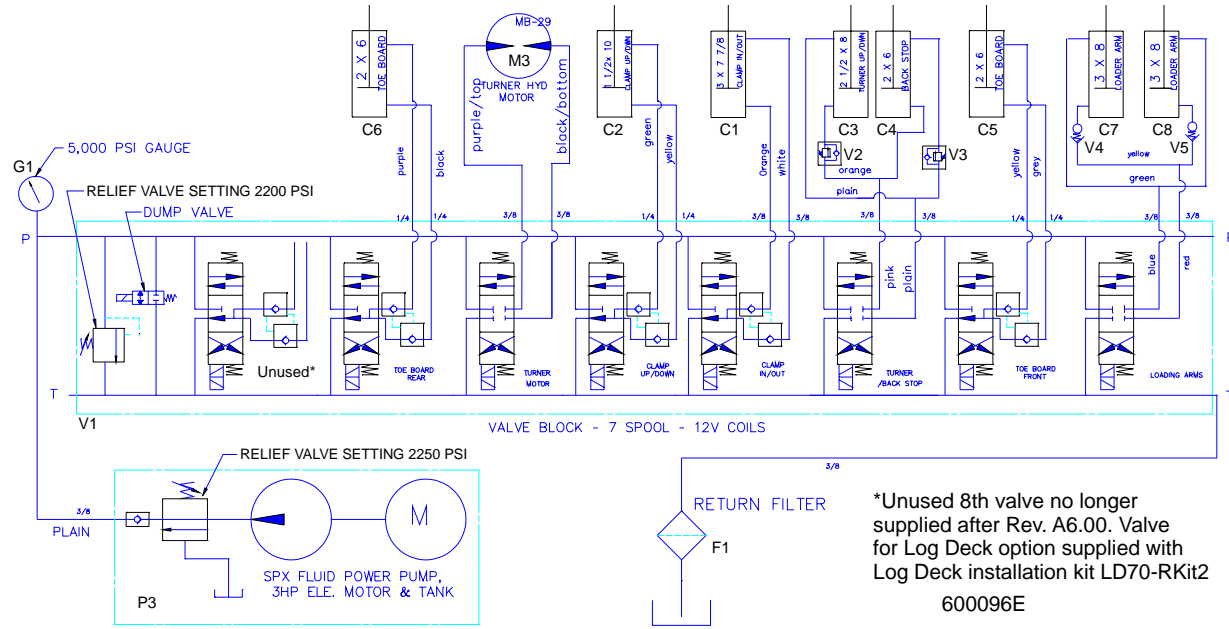 MB-29
M3
TURNER HYD
MOTOR
2 X 6
TOE BOARD
C6
1 1/2x 10
CLAMP UP/DWN
C2
3 X 7 7/8
CLAMP IN/OUT
C1
2 1/2 X 8
TURNER UP/DWN
C3
2 X 6
BACK STOP
C4
2 X 6
TOE BOARD
C5
3 X 8
LOADER ARM
C7
3 X 8
LOADER ARM
C8
V2
V3
V4
V5
purple
black
purple/top
black/bottom
green
yellow
Orange
white
orange
plain
yellow
grey
yellow
green
G1
5,000 PSI GAUGE
RELIEF VALVE SETTING 2200 PSI
DUMP VALVE
1/4
1/4
3/8
3/8
1/4
1/4
3/8
3/8
3/8
3/8
1/4
1/4
3/8
3/8
P
pink
plain
blue
red
Unused*
TOE BOARD
REAR
TURNER
MOTOR
CLAMP
UP/DOWN
CLAMP
IN/OUT
TURNER
/BACK STOP
TOE BOARD
FRONT
LOADING ARMS
T
V1
VALVE BLOCK - 7 SPOOL - 12V COILS
RELIEF VALVE SETTING 2250 PSI
3/8
3/8
PLAIN
M
SPX FLUID POWER PUMP,
3HP ELE. MOTOR & TANK
P3
RETURN FILTER
F1
*Unused 8th valve no longer
supplied after Rev. A6.00. Valve
for Log Deck option supplied with
Log Deck installation kit LD70-RKit2
600096E